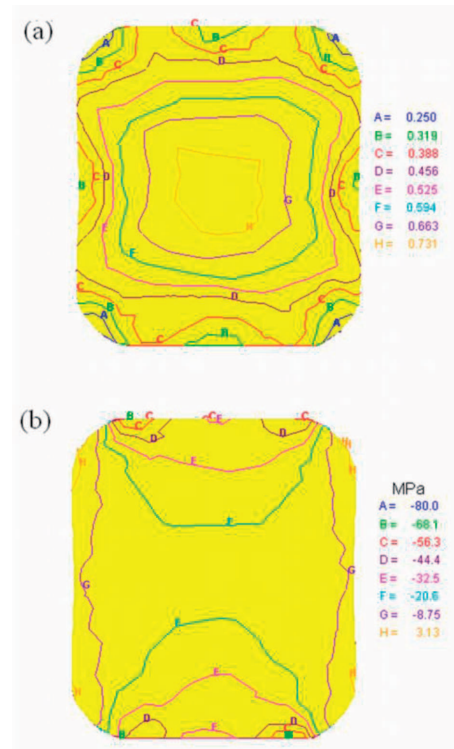 (a)
C
B
A
A
C
B
C
B
C
D
D
B
C
D
D
C
B
G
H
E
F
D
C
B
A
C
B
A
B
A = 0.250
B = 0.319
C = 0.388
D = 0.456
E = 0.525
F = 0.594
G = 0.663
H = 0.731
(b)
B
C
C
E
C
C
D
D
E
H
H
H
F
G
G
F
E
H
H
D
E
D
B
C
B
MPa
A = -80.0
B = -68.1
C = -56.3
D = -44.4
E = -32.5
F = -20.6
G = -8.75
H = 3.13